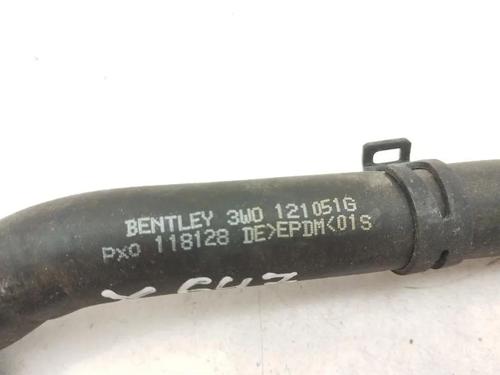 BENTLEY 3W0 121051G
Pxo 118128 DE>EPDM<01S